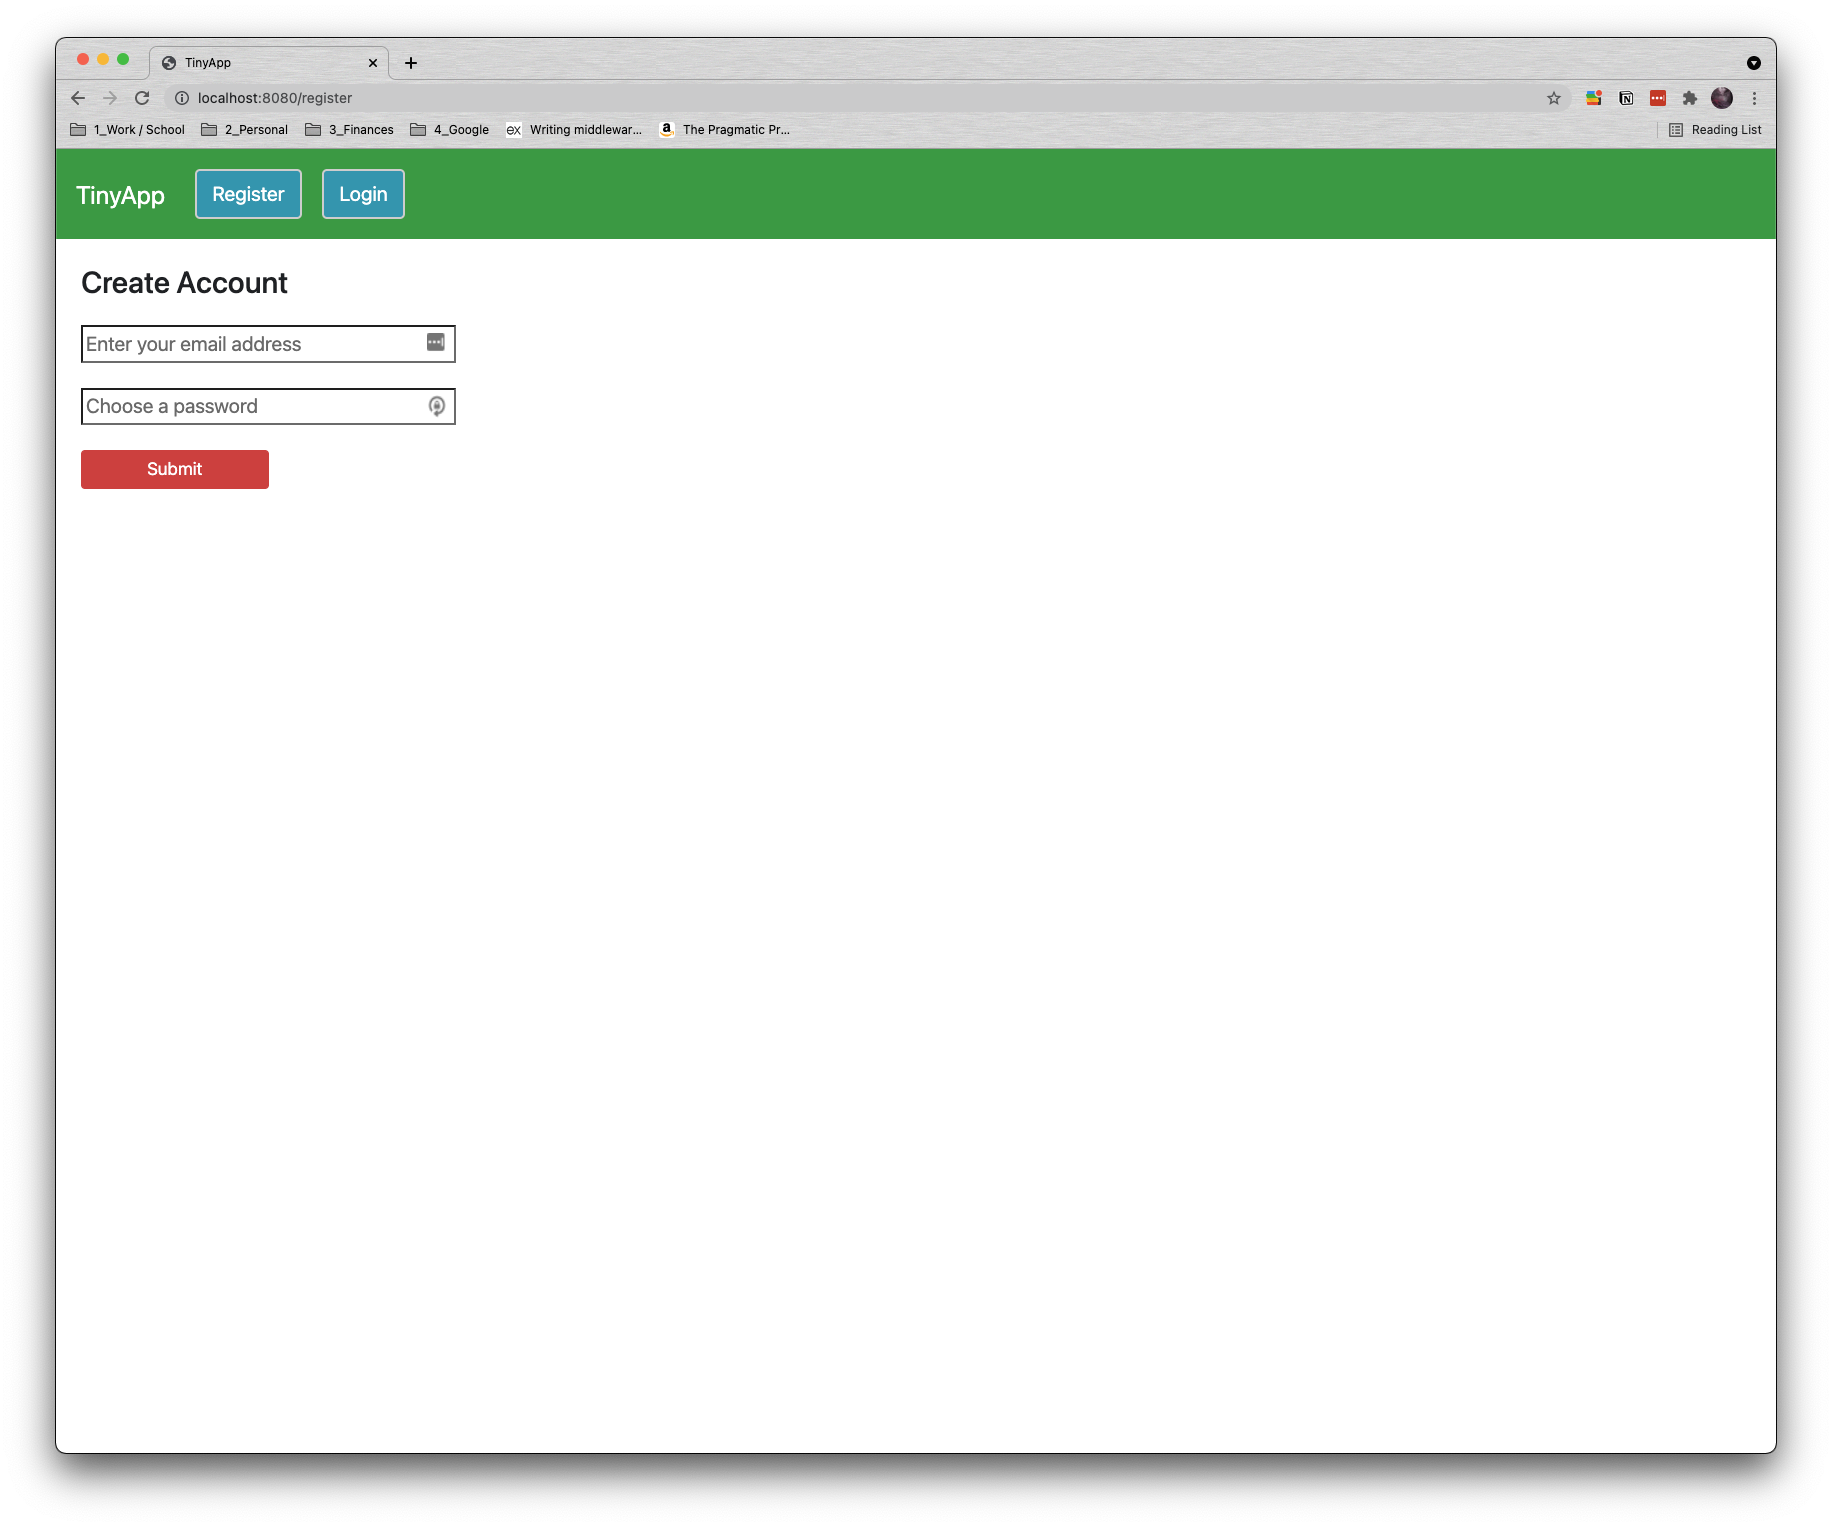 TinyApp
localhost:8080/register
1_Work / School 2_Personal 3_Finances 4_Google ex Writing middlewar... a The Pragmatic Pr... Reading List
TinyApp Register Login
Create Account
Enter your email address
Choose a password
Submit